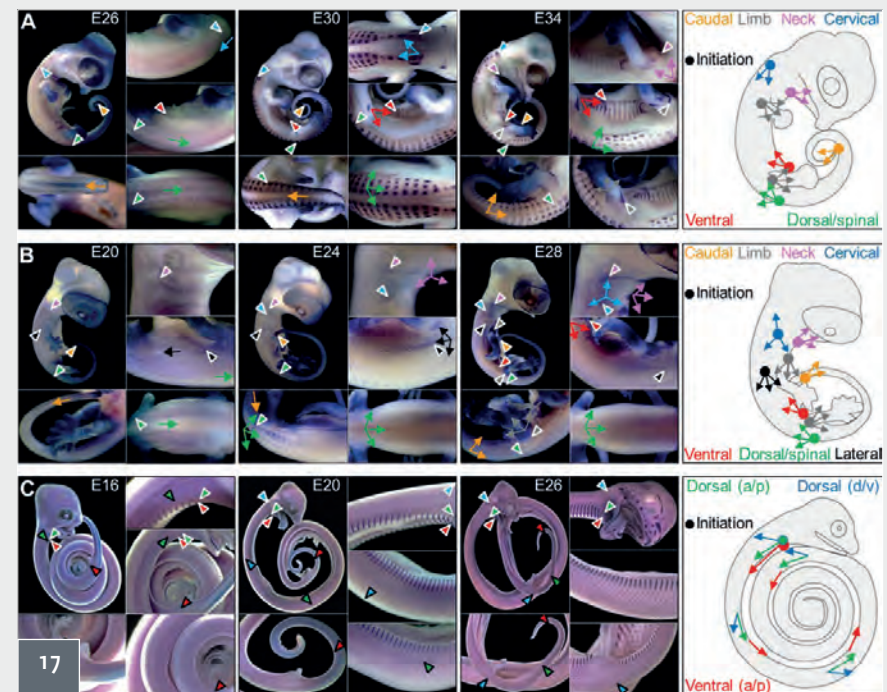 A E26 E30 E34 Caudal Limb Neck Cervical
Initiation
Ventral Dorsal/spinal
B E20 E24 E28 Caudal Limb Neck Cervical
Initiation
Ventral Dorsal/spinal Lateral
C E16 E20 E26 Dorsal (a/p) Dorsal (d/v)
Initiation
17
Ventral (a/p)